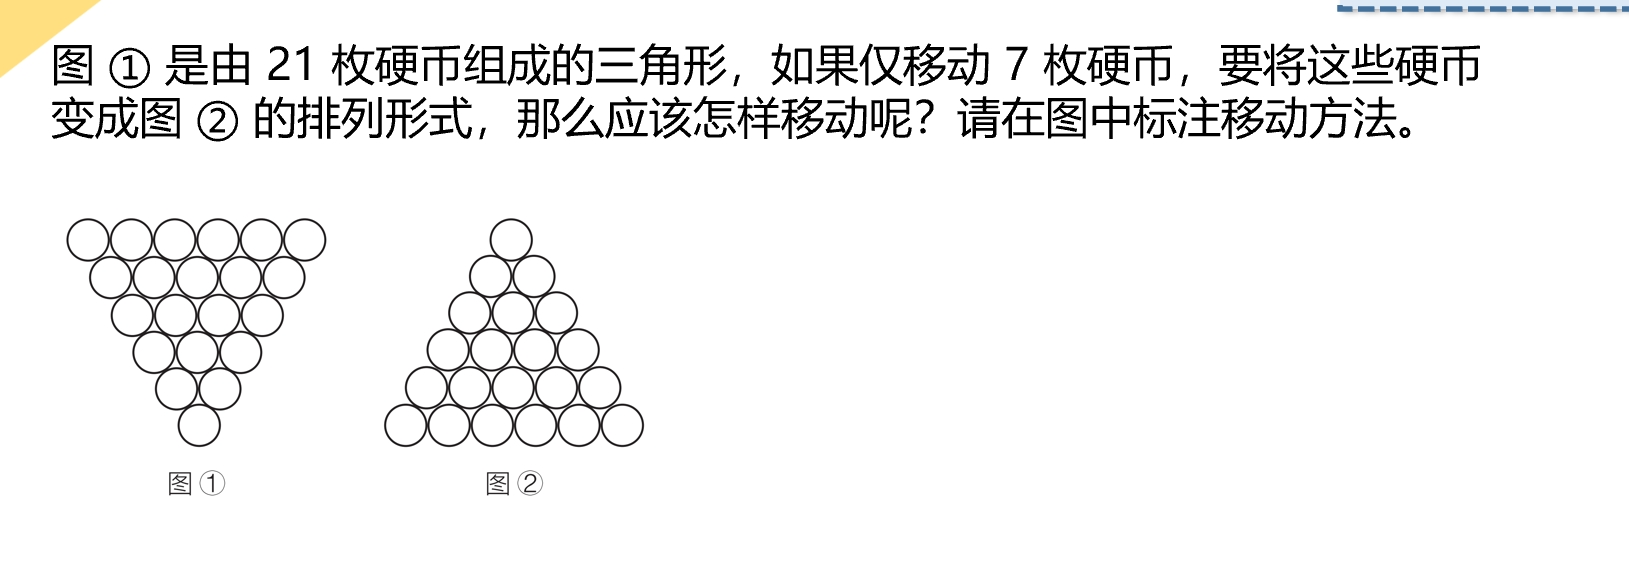 图 ① 是由 21 枚硬币组成的三角形，如果仅移动 7 枚硬币，要将这些硬币
变成图 ② 的排列形式，那么应该怎样移动呢？请在图中标注移动方法。
图 ① 图 ②